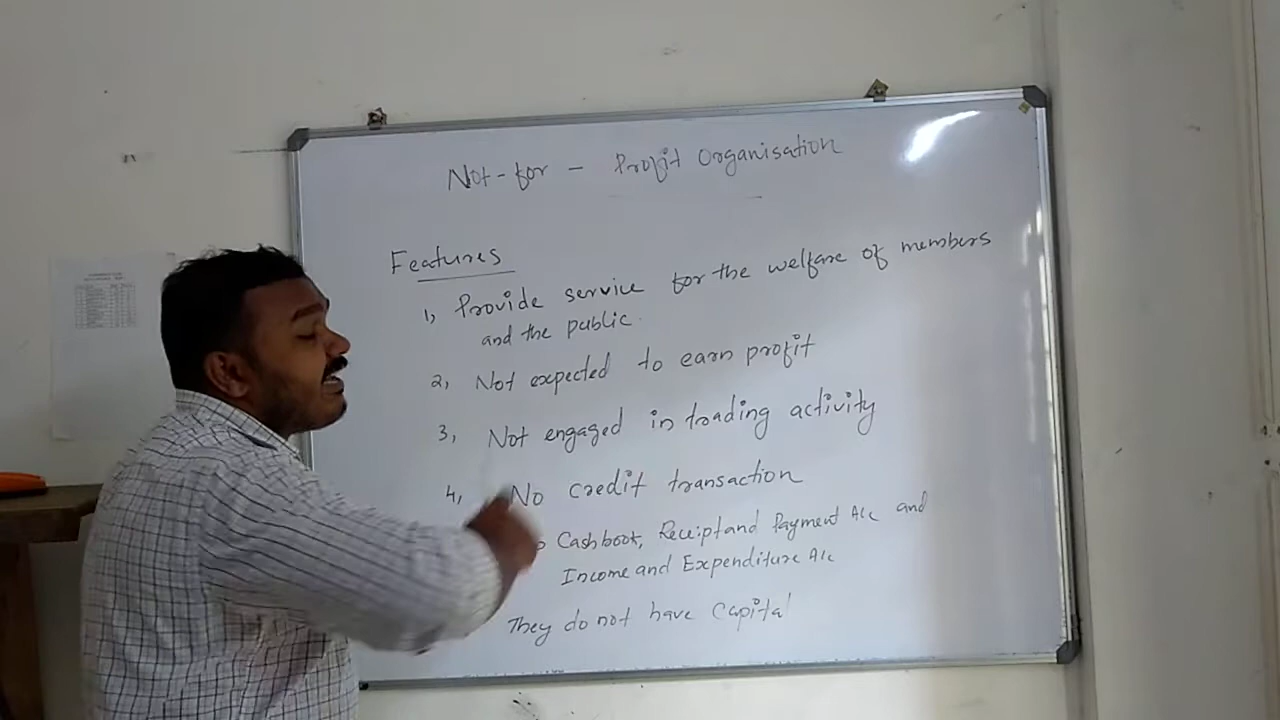 Not-for - Profit Organisation
Features
1, Provide service for the welfare of members
and the public.
2, Not expected to earn profit
3, Not engaged in trading activity
4, No credit transaction
Cashbook, Receipt and Payment A/c and
Income and Expenditure A/c
They do not have Capital